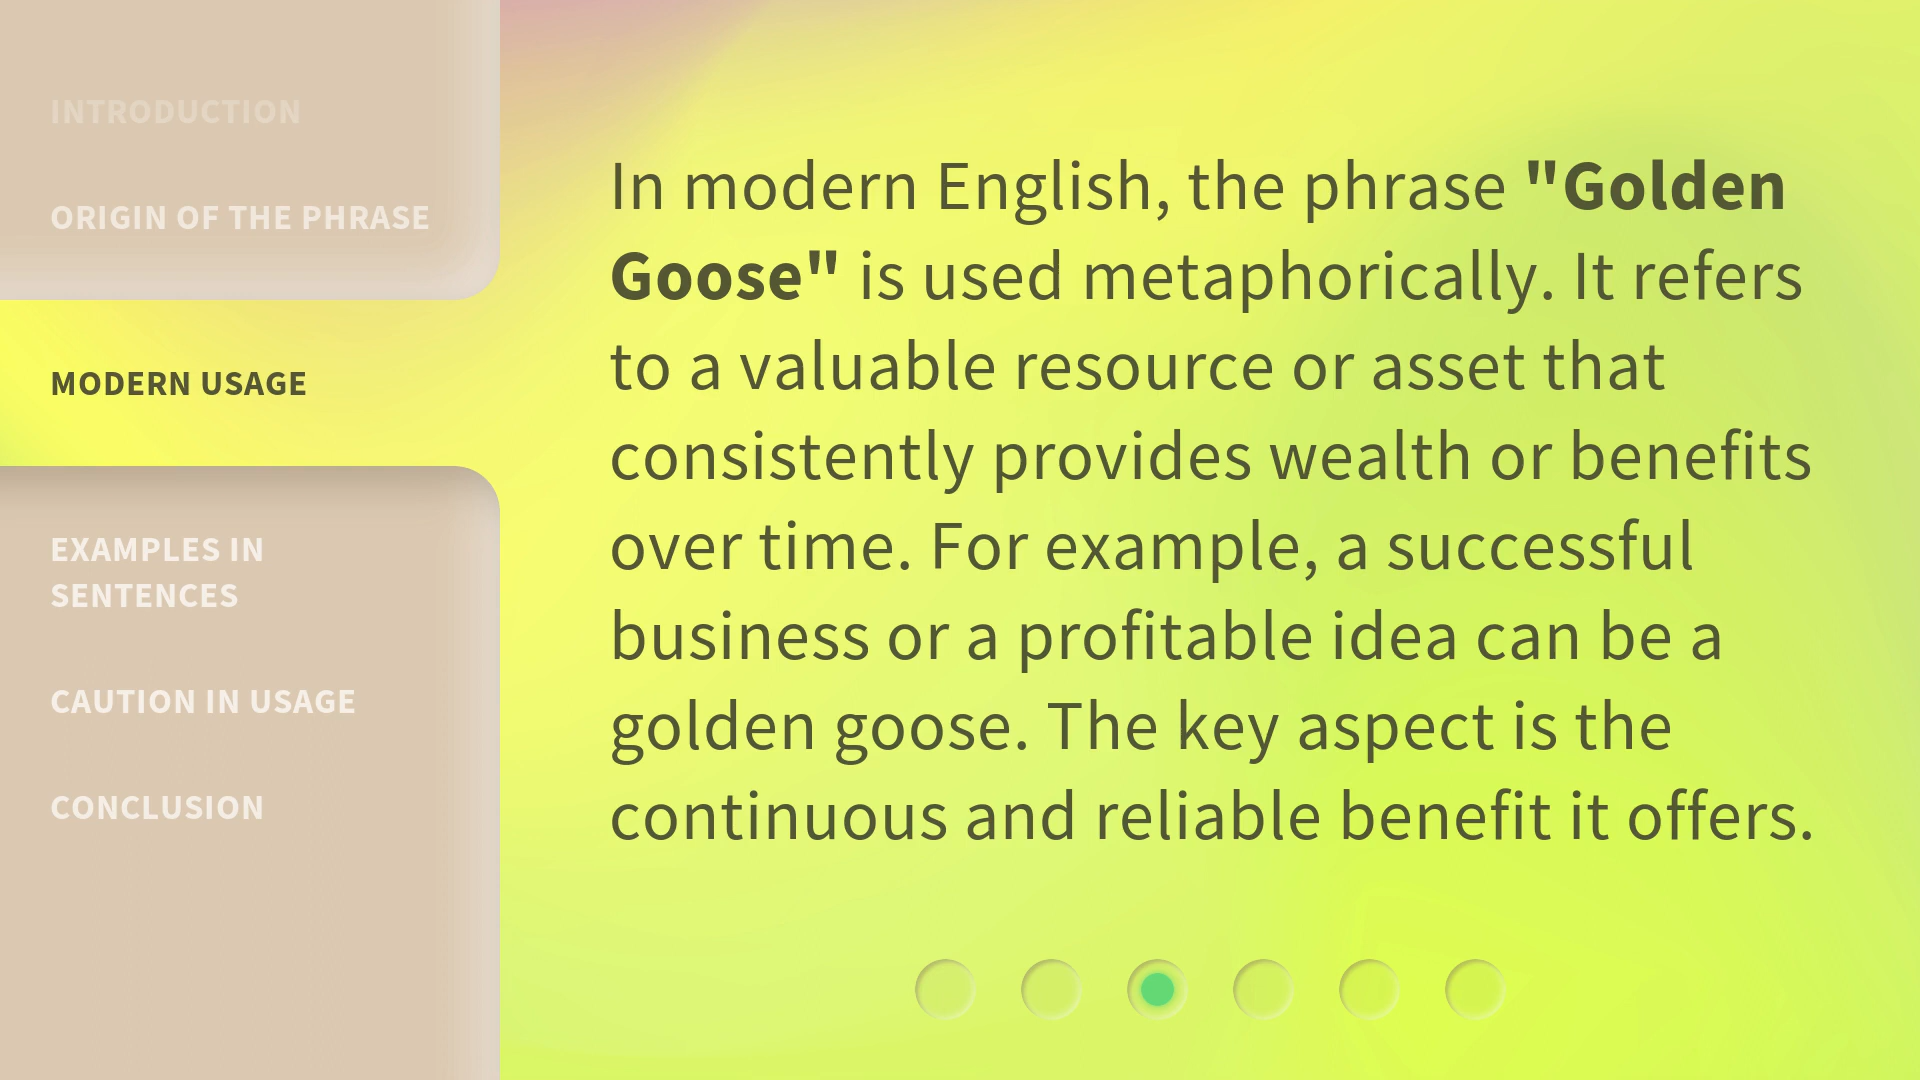 INTRODUCTION
ORIGIN OF THE PHRASE
MODERN USAGE
EXAMPLES IN
SENTENCES
CAUTION IN USAGE
CONCLUSION
In modern English, the phrase "Golden
Goose" is used metaphorically. It refers
to a valuable resource or asset that
consistently provides wealth or benefits
over time. For example, a successful
business or a profitable idea can be a
golden goose. The key aspect is the
continuous and reliable benefit it offers.